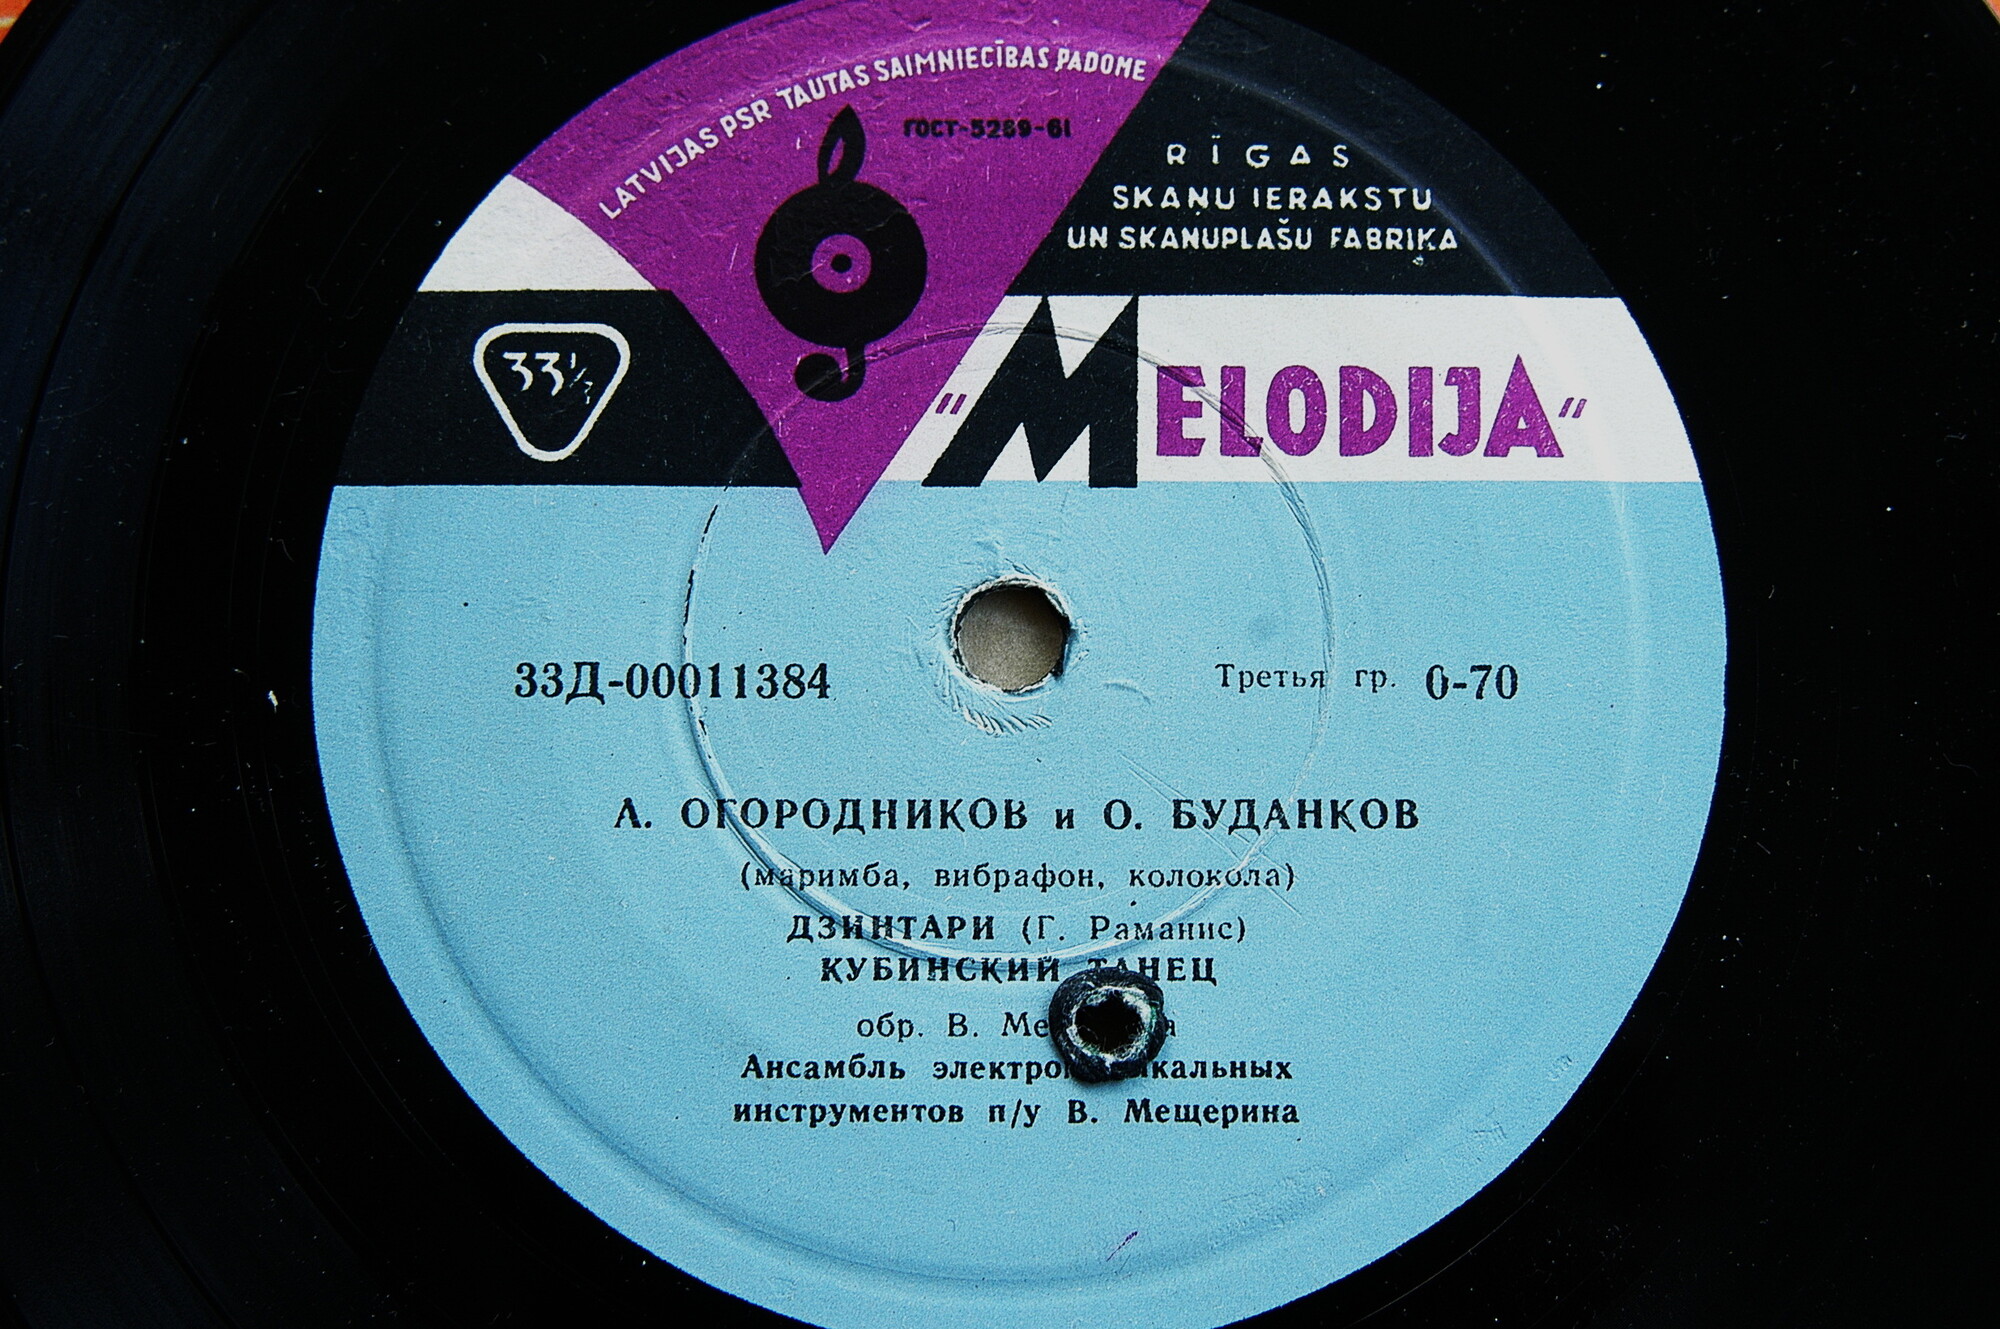 LATVIJAS PSR TAUTAS SAIMNIECĪBAS PADOME
ГОСТ-5289-61
RĪGAS
SKAŅU IERAKSTU
UN SKAŅUPLAŠU FABRIĶA
33⅓
"MELODIJA"
33Д-00011384
Третья гр. 0-70
А. ОГОРОДНИКОВ и О. БУДАНКОВ
(маримба, вибрафон, колокола)
ДЗИНТАРИ (Г. Раманис)
КУБИНСКИЙ ТАНЕЦ
обр. В.
Ансамбль
инструментов п/у В. Мещерина